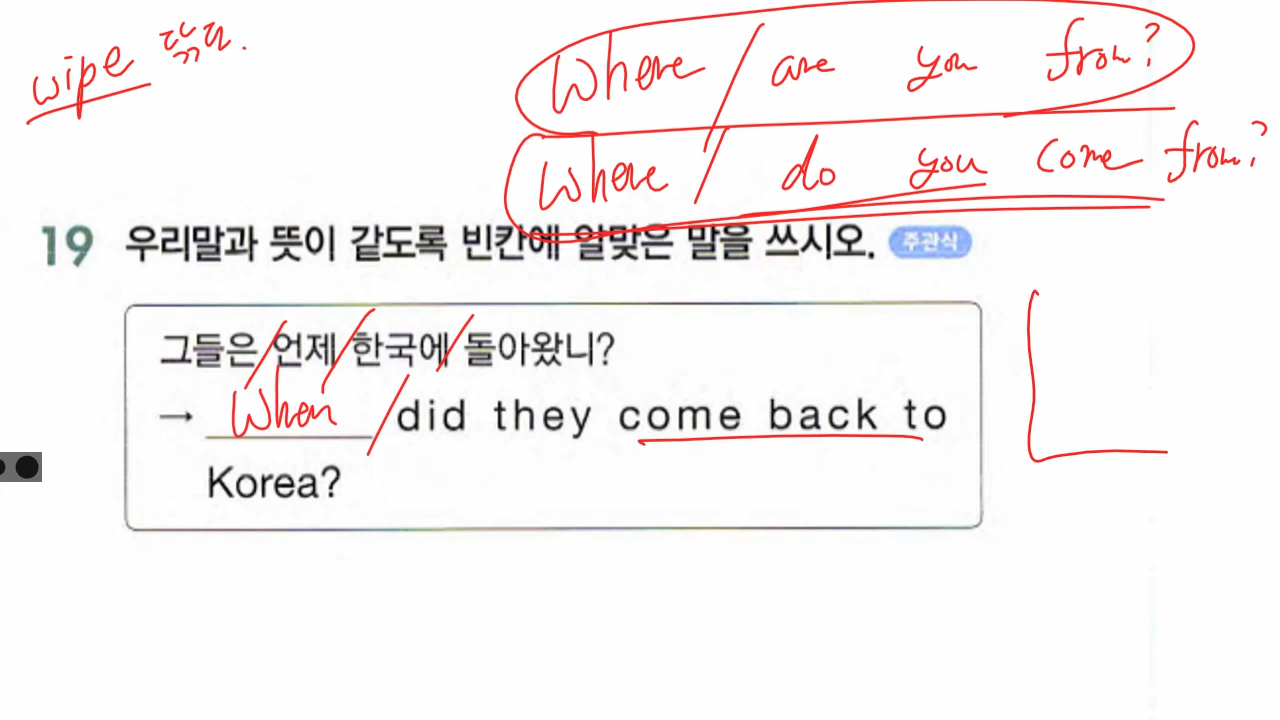 wipe 닦다.
Where / are you from?
Where / do you come from?
19 우리말과 뜻이 같도록 빈칸에 알맞은 말을 쓰시오. 주관식
그들은 언제 한국에 돌아왔니?
→ When did they come back to
Korea?